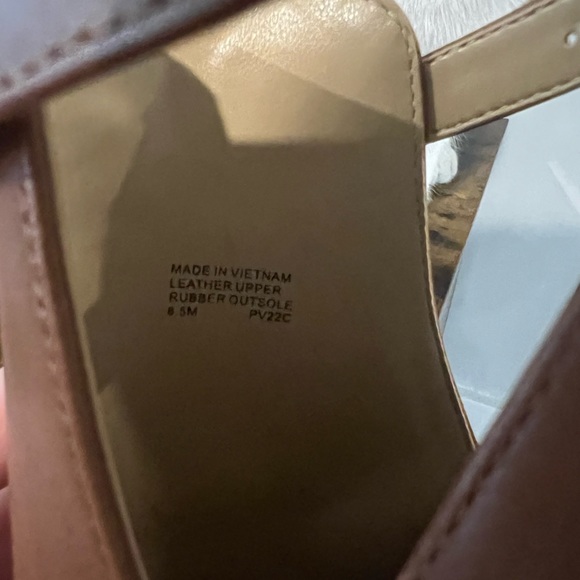 MADE IN VIETNAM
LEATHER UPPER
RUBBER OUTSOLE
6.5M PV22C